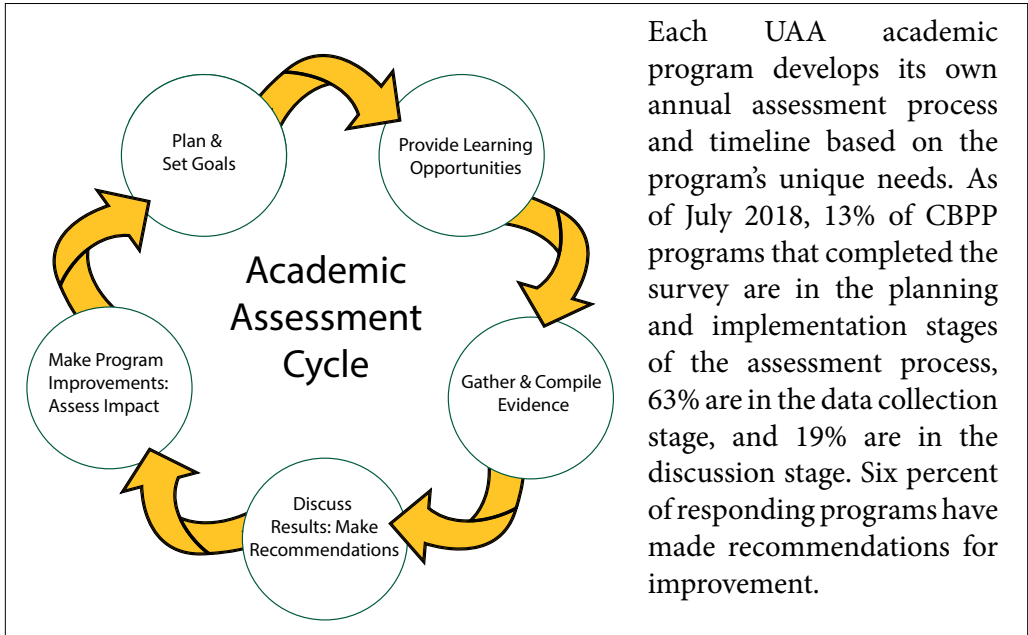 Plan &
Set Goals
Provide Learning
Opportunities
Gather & Compile
Evidence
Discuss
Results: Make
Recommendations
Make Program
Improvements:
Assess Impact
Academic
Assessment
Cycle
Each UAA academic
program develops its own
annual assessment process
and timeline based on the
program's unique needs. As
of July 2018, 13% of CBPP
programs that completed the
survey are in the planning
and implementation stages
of the assessment process,
63% are in the data collection
stage, and 19% are in the
discussion stage. Six percent
of responding programs have
made recommendations for
improvement.